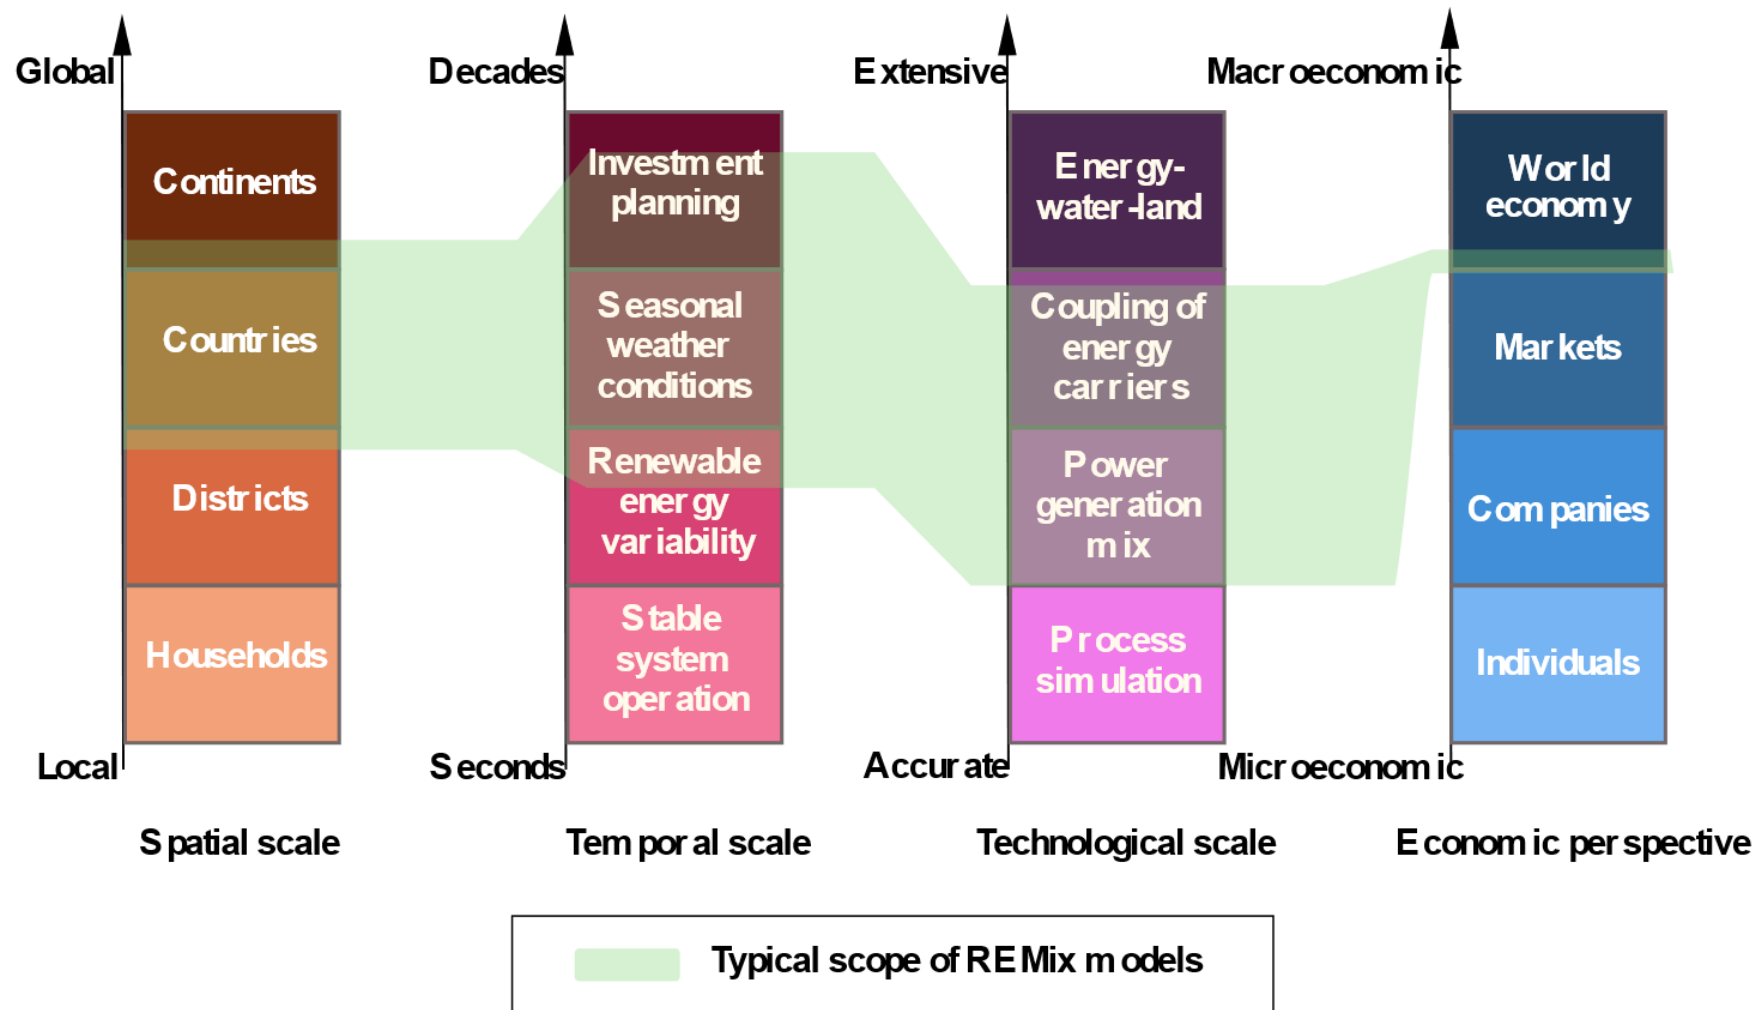 Global
Decades
Extensive
Macroeconomic
Continents
Countries
Districts
Households
Investment
planning
Seasonal
weather
conditions
Renewable
energy
variability
Stable
system
operation
Energy-
water-land
Coupling of
energy
carriers
Power
generation
mix
Process
simulation
World
economy
Markets
Companies
Individuals
Local
Seconds
Accurate
Microeconomic
Spatial scale
Temporal scale
Technological scale
Economic perspective
Typical scope of REMix models